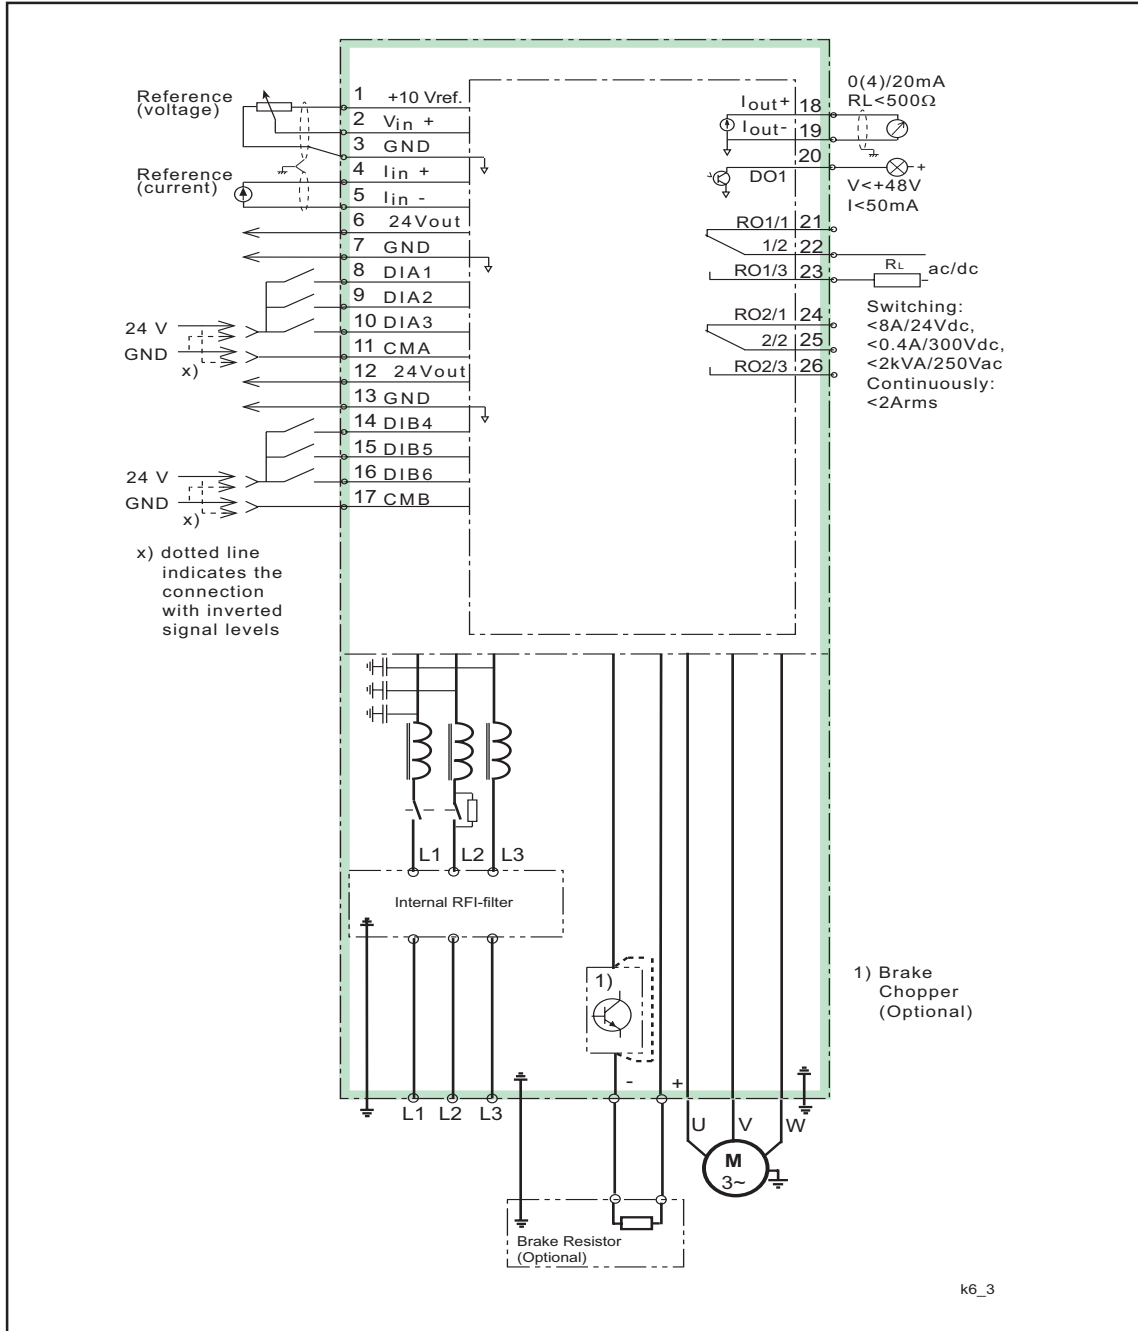 Reference
(voltage)
Reference
(current)
1 +10 Vref.
2 Vin +
3 GND
4 Iin +
5 Iin -
6 24Vout
7 GND
8 DIA1
9 DIA2
10 DIA3
11 CMA
12 24Vout
13 GND
14 DIB4
15 DIB5
16 DIB6
17 CMB
24 V
GND
x)
24 V
GND
x)
x) dotted line
indicates the
connection
with inverted
signal levels
Iout+ 18
Iout- 19
20
DO1
RO1/1 21
1/2 22
RO1/3 23
RO2/1 24
2/2 25
RO2/3 26
0(4)/20mA
RL<500Ω
+
V<+48V
I<50mA
RL ac/dc
Switching:
<8A/24Vdc,
<0.4A/300Vdc,
<2kVA/250Vac
Continuously:
<2Arms
L1 L2 L3
Internal RFI-filter
1)
1) Brake
Chopper
(Optional)
- +
L1 L2 L3
U V W
M
3~
Brake Resistor
(Optional)
k6_3